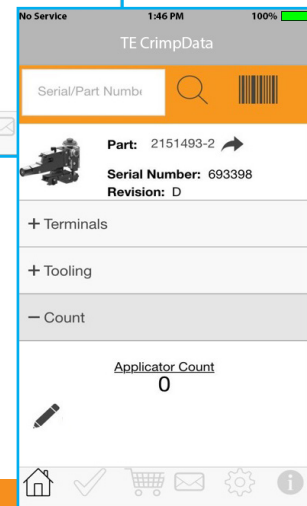 No Service 1:46 PM 100%
TE CrimpData
Serial/Part Numbe
Part: 2151493-2
Serial Number: 693398
Revision: D
+ Terminals
+ Tooling
− Count
Applicator Count
0